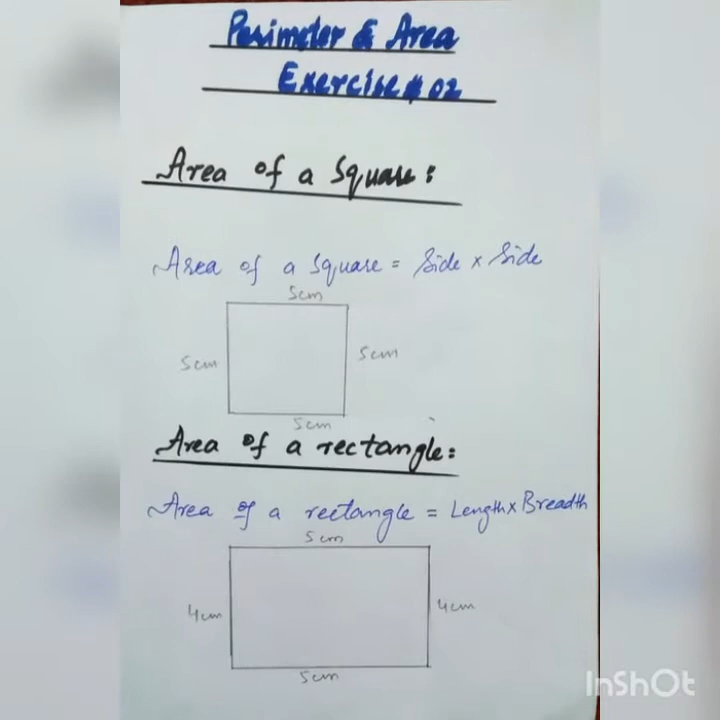 Perimeter & Area
Exercise # 02
Area of a Square:
Area of a square = Side × Side
5cm
5cm
5cm
5cm
Area of a rectangle:
Area of a rectangle = Length × Breadth
5cm
4cm
4cm
5cm
InShOt